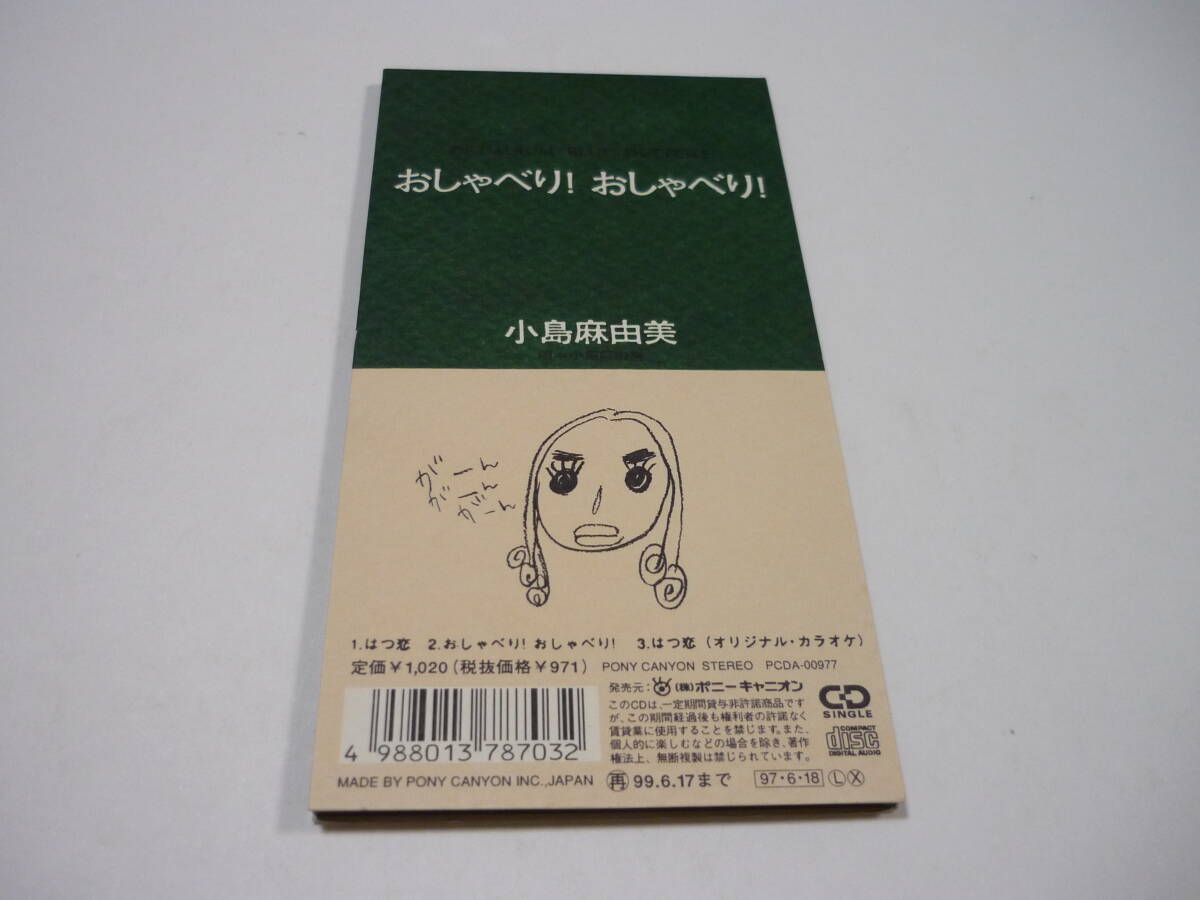 おしゃべり! おしゃべり!
小島麻由美
がーん
がーん
がーん
1.はつ恋 2.おしゃべり! おしゃべり! 3.はつ恋 (オリジナル・カラオケ)
定価￥1,020(税抜価格￥971) PONY CANYON STEREO PCDA-00977
発売元: (株)ポニーキャニオン
このCDは、一定期間貸与非許諾商品です
が、この期間経過後も権利者の許諾なく
賃貸業に使用することを禁じます。また、
個人的に楽しむなどの場合を除き、著作
権法上、無断複製は禁じられています。
CD
SINGLE
COMPACT
disc
DIGITAL AUDIO
4 988013 787032
MADE BY PONY CANYON INC.,JAPAN
再 99.6.17まで 97・6・18 L X